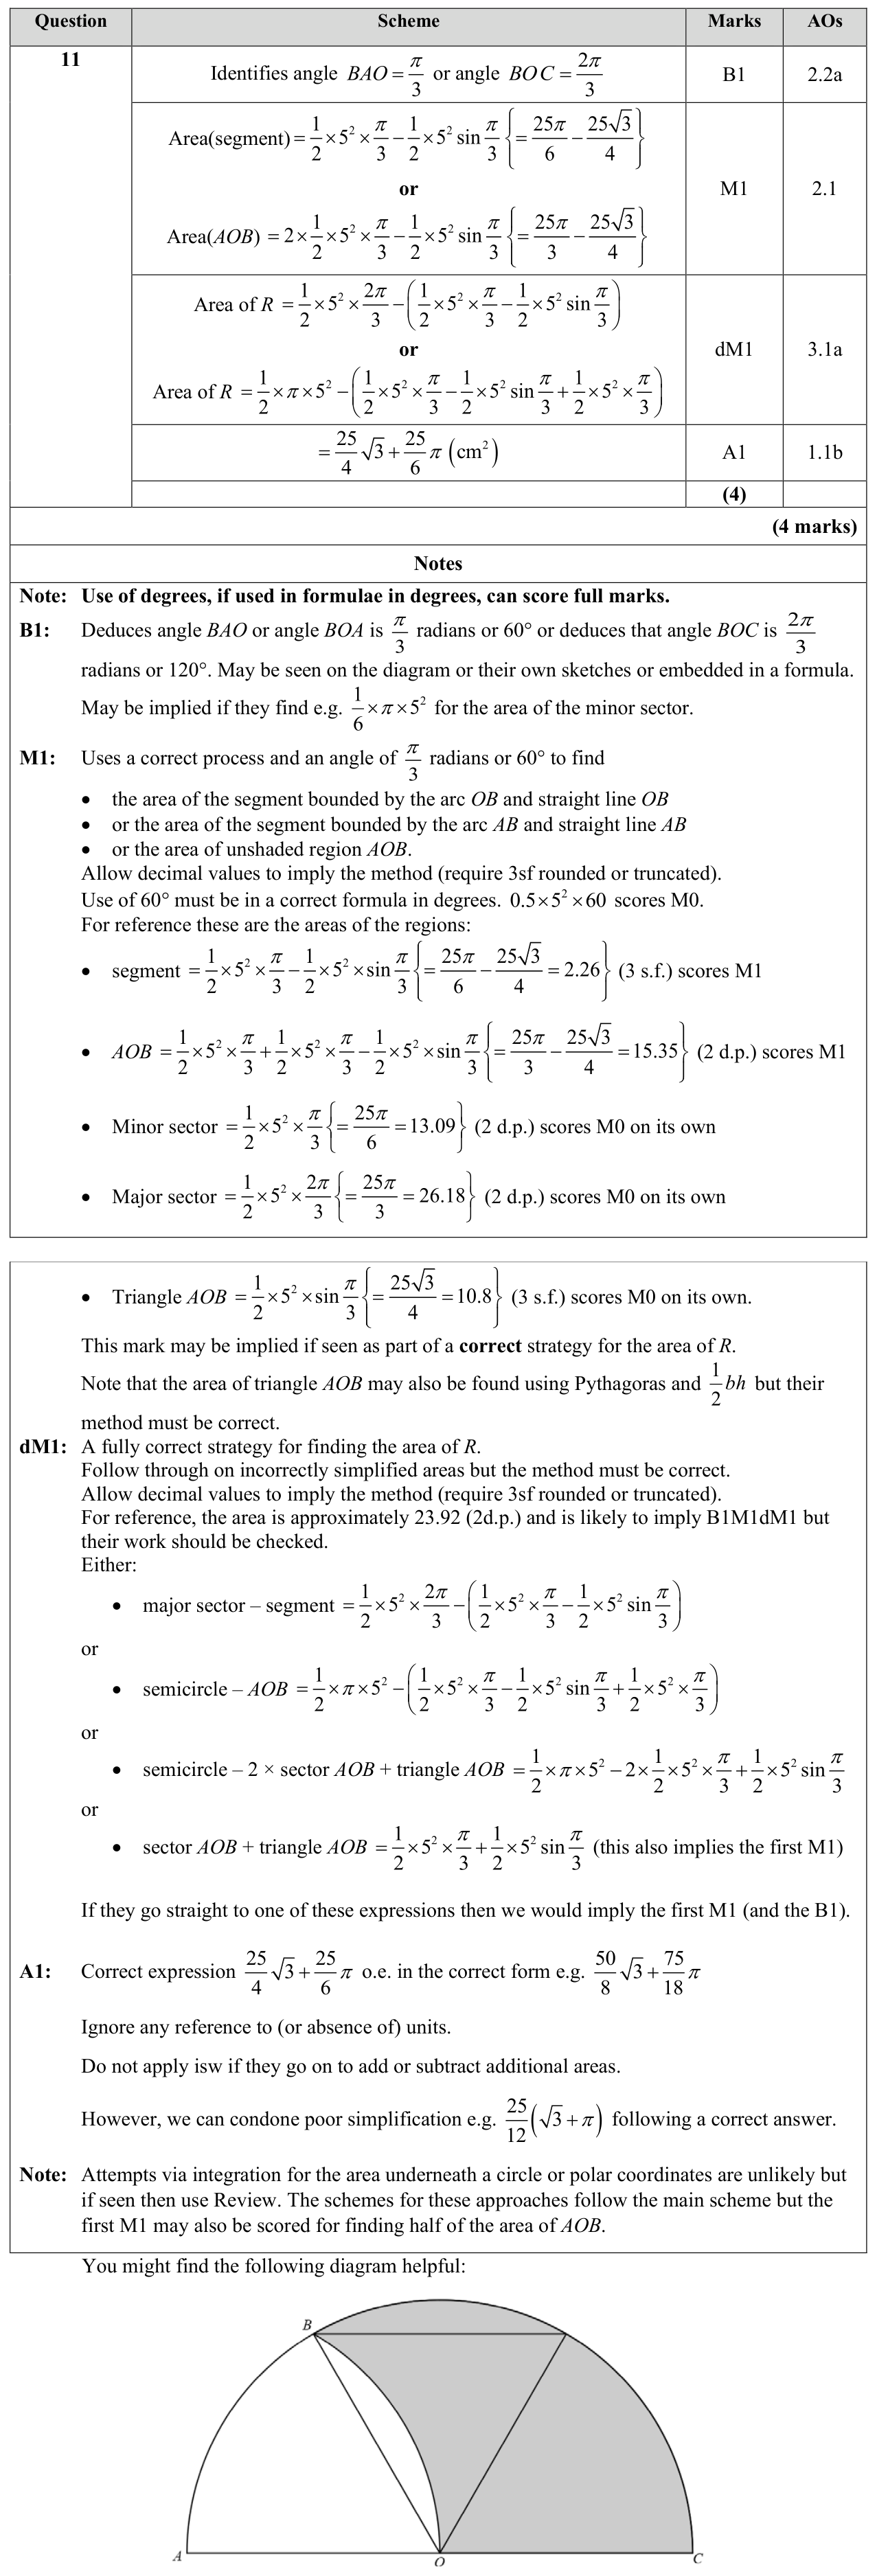 Question Scheme Marks AOs
11 Identifies angle BAO = π/3 or angle BOC = 2π/3 B1 2.2a
Area(segment) = 1/2 × 5² × π/3 − 1/2 × 5² sin π/3 {= 25π/6 − 25√3/4}
or
M1 2.1
Area(AOB) = 2 × 1/2 × 5² × π/3 − 1/2 × 5² sin π/3 {= 25π/3 − 25√3/4}
Area of R = 1/2 × 5² × 2π/3 − (1/2 × 5² × π/3 − 1/2 × 5² sin π/3)
or
dM1 3.1a
Area of R = 1/2 × π × 5² − (1/2 × 5² × π/3 − 1/2 × 5² sin π/3 + 1/2 × 5² × π/3)
= 25/4 √3 + 25/6 π (cm²) A1 1.1b
(4)
(4 marks)
Notes
Note: Use of degrees, if used in formulae in degrees, can score full marks.
B1: Deduces angle BAO or angle BOA is π/3 radians or 60° or deduces that angle BOC is 2π/3
radians or 120°. May be seen on the diagram or their own sketches or embedded in a formula.
May be implied if they find e.g. 1/6 × π × 5² for the area of the minor sector.
M1: Uses a correct process and an angle of π/3 radians or 60° to find
• the area of the segment bounded by the arc OB and straight line OB
• or the area of the segment bounded by the arc AB and straight line AB
• or the area of unshaded region AOB.
Allow decimal values to imply the method (require 3sf rounded or truncated).
Use of 60° must be in a correct formula in degrees. 0.5 × 5² × 60 scores M0.
For reference these are the areas of the regions:
• segment = 1/2 × 5² × π/3 − 1/2 × 5² × sin π/3 {= 25π/6 − 25√3/4 = 2.26} (3 s.f.) scores M1
• AOB = 1/2 × 5² × π/3 + 1/2 × 5² × π/3 − 1/2 × 5² × sin π/3 {= 25π/3 − 25√3/4 = 15.35} (2 d.p.) scores M1
• Minor sector = 1/2 × 5² × π/3 {= 25π/6 = 13.09} (2 d.p.) scores M0 on its own
• Major sector = 1/2 × 5² × 2π/3 {= 25π/3 = 26.18} (2 d.p.) scores M0 on its own
• Triangle AOB = 1/2 × 5² × sin π/3 {= 25√3/4 = 10.8} (3 s.f.) scores M0 on its own.
This mark may be implied if seen as part of a correct strategy for the area of R.
Note that the area of triangle AOB may also be found using Pythagoras and 1/2 bh but their
method must be correct.
dM1: A fully correct strategy for finding the area of R.
Follow through on incorrectly simplified areas but the method must be correct.
Allow decimal values to imply the method (require 3sf rounded or truncated).
For reference, the area is approximately 23.92 (2d.p.) and is likely to imply B1M1dM1 but
their work should be checked.
Either:
• major sector – segment = 1/2 × 5² × 2π/3 − (1/2 × 5² × π/3 − 1/2 × 5² sin π/3)
or
• semicircle – AOB = 1/2 × π × 5² − (1/2 × 5² × π/3 − 1/2 × 5² sin π/3 + 1/2 × 5² × π/3)
or
• semicircle – 2 × sector AOB + triangle AOB = 1/2 × π × 5² − 2 × 1/2 × 5² × π/3 + 1/2 × 5² sin π/3
or
• sector AOB + triangle AOB = 1/2 × 5² × π/3 + 1/2 × 5² sin π/3 (this also implies the first M1)
If they go straight to one of these expressions then we would imply the first M1 (and the B1).
A1: Correct expression 25/4 √3 + 25/6 π o.e. in the correct form e.g. 50/8 √3 + 75/18 π
Ignore any reference to (or absence of) units.
Do not apply isw if they go on to add or subtract additional areas.
However, we can condone poor simplification e.g. 25/12 (√3 + π) following a correct answer.
Note: Attempts via integration for the area underneath a circle or polar coordinates are unlikely but
if seen then use Review. The schemes for these approaches follow the main scheme but the
first M1 may also be scored for finding half of the area of AOB.
You might find the following diagram helpful:
B
A O C